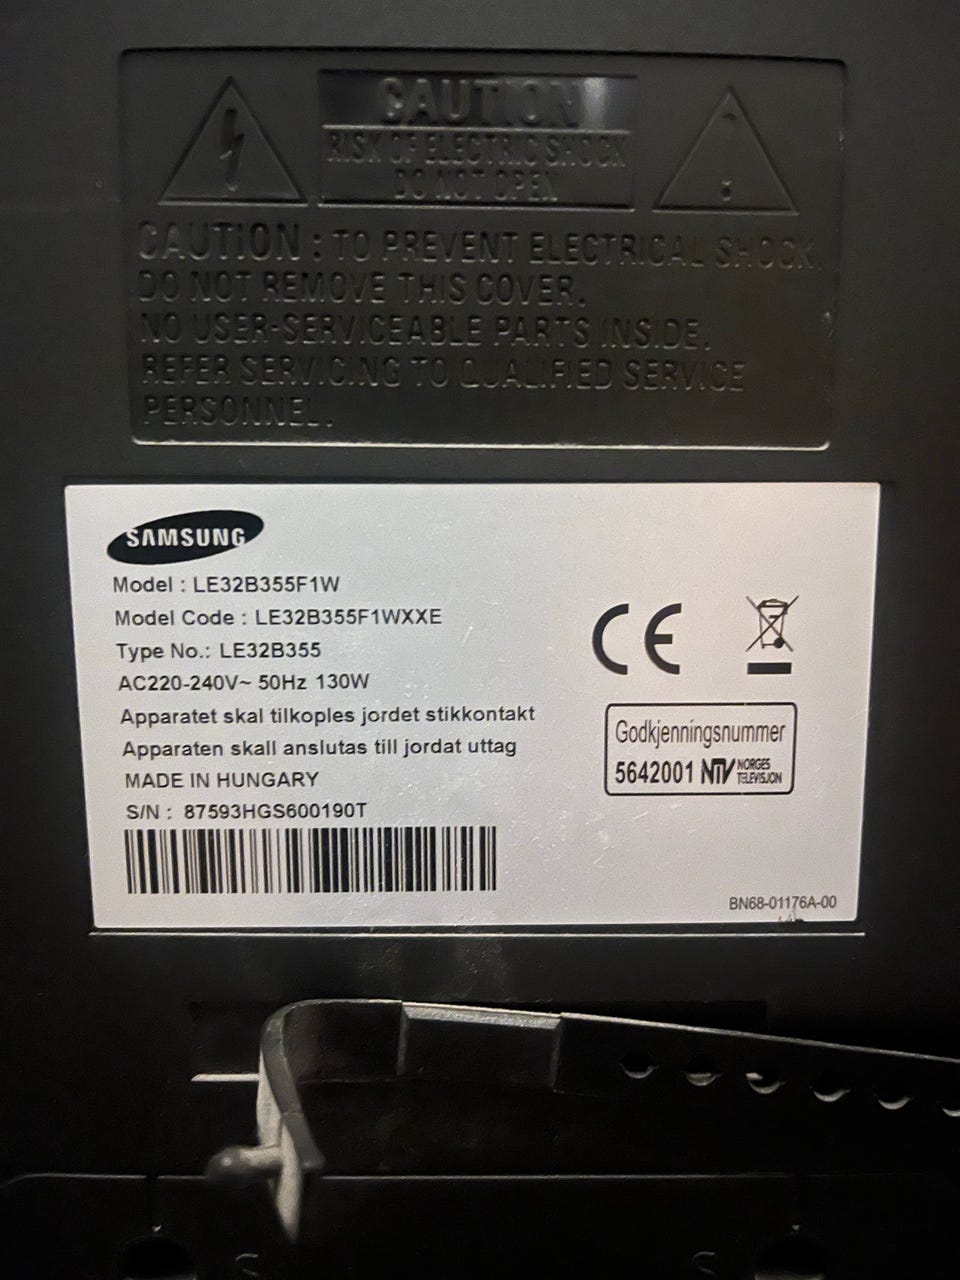 CAUTION
RISK OF ELECTRIC SHOCK
DO NOT OPEN
CAUTION : TO PREVENT ELECTRICAL SHOCK,
DO NOT REMOVE THIS COVER.
NO USER-SERVICEABLE PARTS INSIDE.
REFER SERVICING TO QUALIFIED SERVICE
PERSONNEL.
SAMSUNG
Model : LE32B355F1W
Model Code : LE32B355F1WXXE
Type No.: LE32B355
AC220-240V~ 50Hz 130W
Apparatet skal tilkoples jordet stikkontakt
Apparaten skall anslutas till jordat uttag
MADE IN HUNGARY
S/N : 87593HGS600190T
CE
Godkjenningsnummer
5642001 NTV NORGES
TELEVISJON
BN68-01176A-00